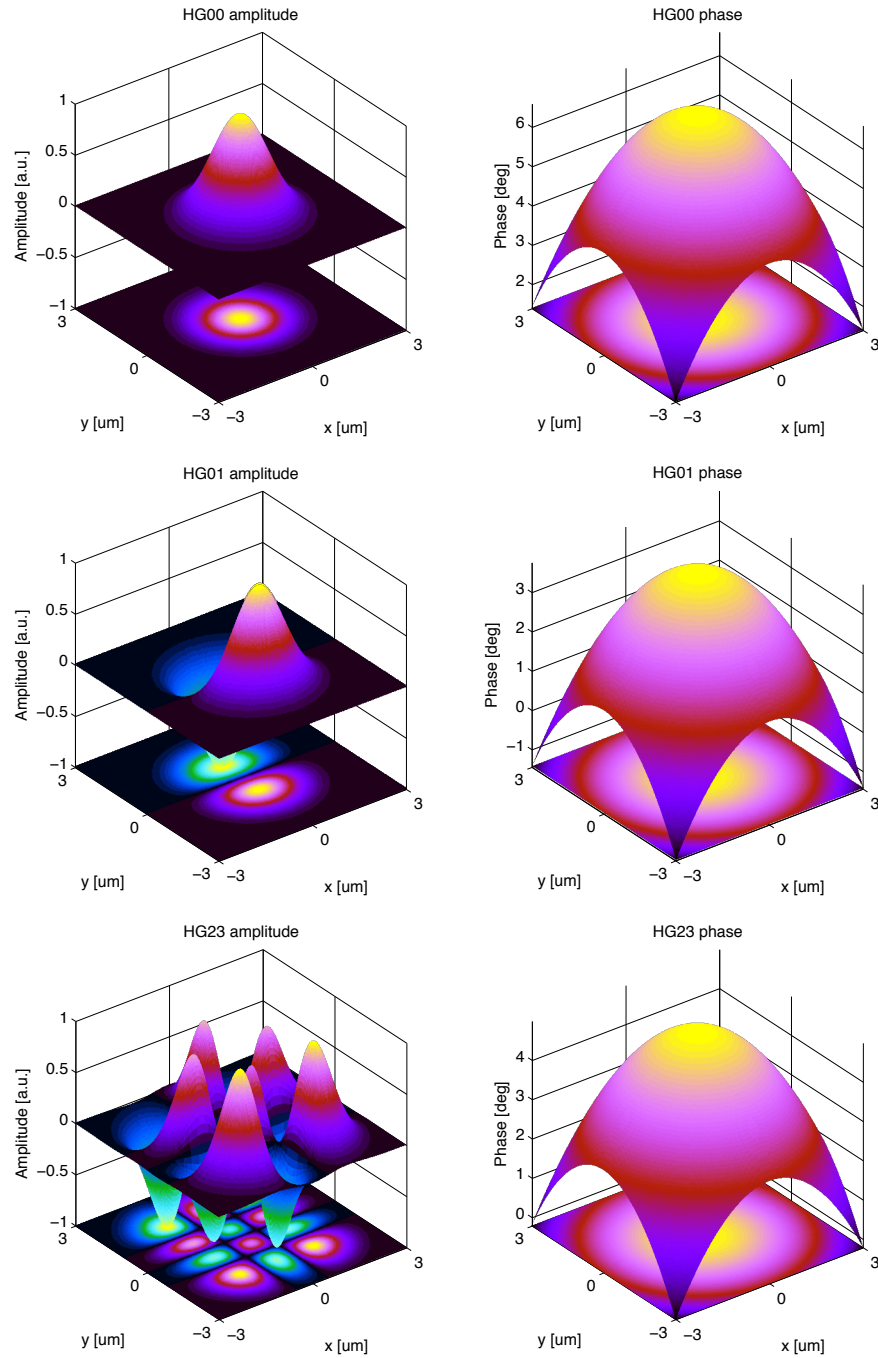 HG00 amplitude
1
0.5
0
−0.5
−1
Amplitude [a.u.]
3
0
−3
y [um]
−3
0
3
x [um]
HG00 phase
6
5
4
3
2
Phase [deg]
3
0
−3
y [um]
−3
0
3
x [um]
HG01 amplitude
1
0.5
0
−0.5
−1
Amplitude [a.u.]
3
0
−3
y [um]
−3
0
3
x [um]
HG01 phase
3
2
1
0
−1
Phase [deg]
3
0
−3
y [um]
−3
0
3
x [um]
HG23 amplitude
1
0.5
0
−0.5
−1
Amplitude [a.u.]
3
0
−3
y [um]
−3
0
3
x [um]
HG23 phase
4
3
2
1
0
Phase [deg]
3
0
−3
y [um]
−3
0
3
x [um]